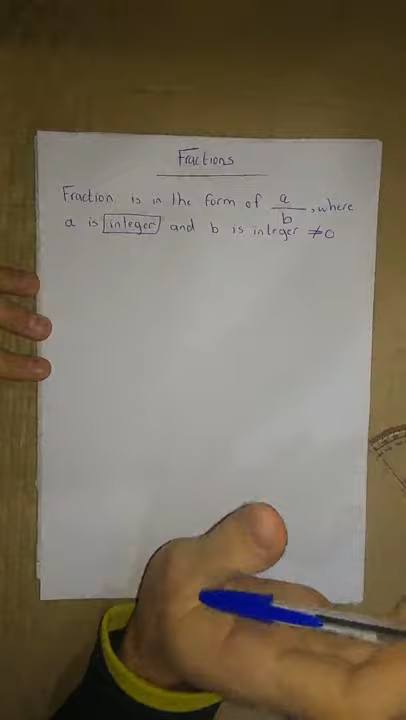 Fractions
Fraction is in the form of a/b, where
a is integer and b is integer ≠0